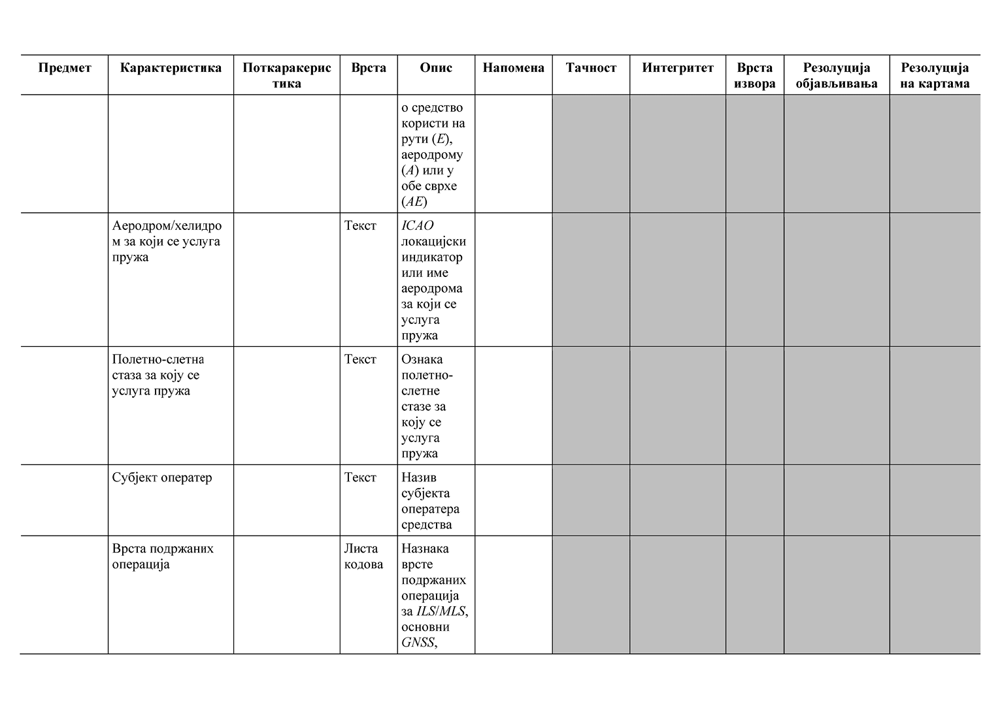 Предмет Карактеристика Поткаракерис Врста Опис Напомена Тачност Интегритет Врста Резолуција Резолуција
тика извора објављивања на картама
о средство
користи на
рути (E),
аеродрому
(A) или у
обе сврхе
(AE)
Аеродром/хелидро Текст ICAO
м за који се услуга локацијски
пружа индикатор
или име
аеродрома
за који се
услуга
пружа
Полетно-слетна Текст Ознака
стаза за коју се полетно-
услуга пружа слетне
стазе за
коју се
услуга
пружа
Субјект оператер Текст Назив
субјекта
оператера
средства
Врста подржаних Листа Назнака
операција кодова врсте
подржаних
операција
за ILS/MLS,
основни
GNSS,